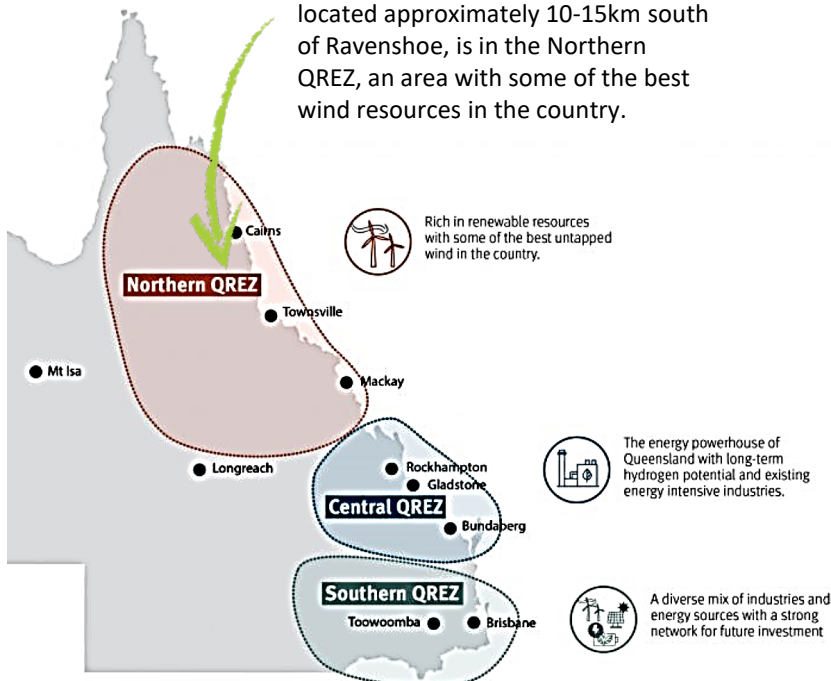 located approximately 10-15km south
of Ravenshoe, is in the Northern
QREZ, an area with some of the best
wind resources in the country.
Rich in renewable resources
with some of the best untapped
wind in the country.
Cairns
Northern QREZ
Townsville
Mt Isa
Mackay
The energy powerhouse of
Queensland with long-term
hydrogen potential and existing
energy intensive industries.
Longreach
Rockhampton
Gladstone
Central QREZ
Bundaberg
Southern QREZ
A diverse mix of industries and
energy sources with a strong
network for future investment
Toowoomba
Brisbane